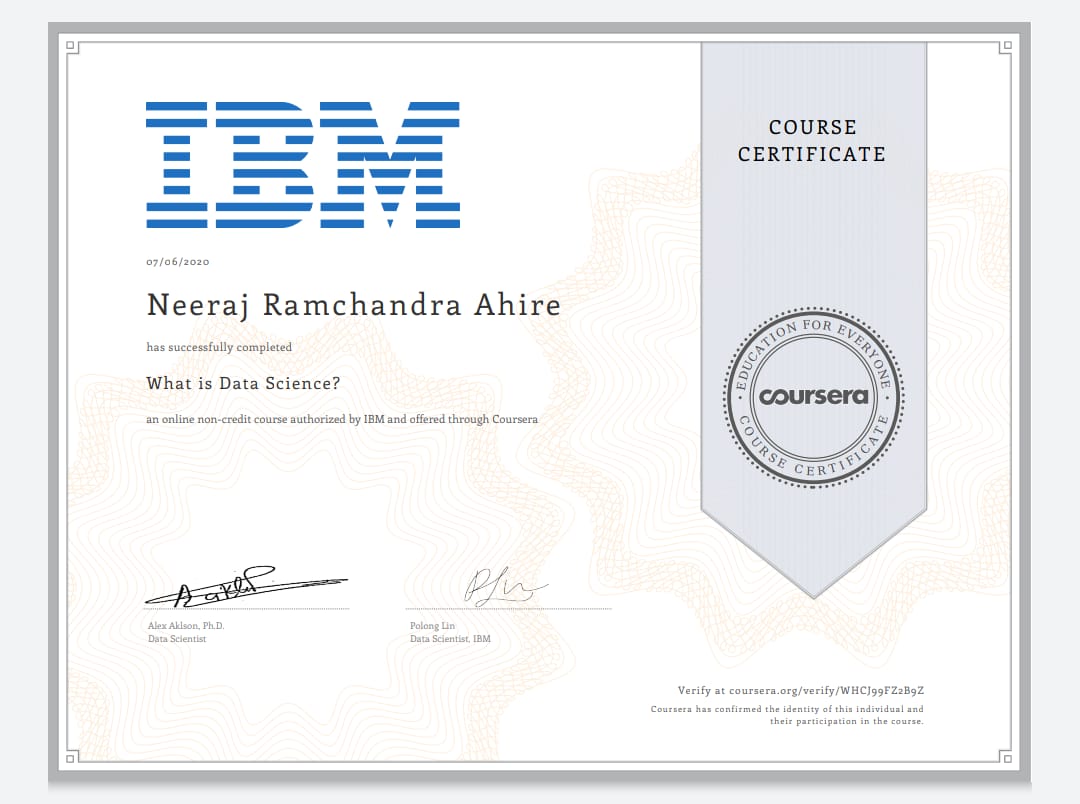 IBM
COURSE
CERTIFICATE
07/06/2020
Neeraj Ramchandra Ahire
has successfully completed
What is Data Science?
an online non-credit course authorized by IBM and offered through Coursera
EDUCATION FOR EVERYONE
coursera
COURSE CERTIFICATE
Alex Aklson, Ph.D.
Data Scientist
Polong Lin
Data Scientist, IBM
Verify at coursera.org/verify/WHCJ99FZ2B9Z
Coursera has confirmed the identity of this individual and
their participation in the course.